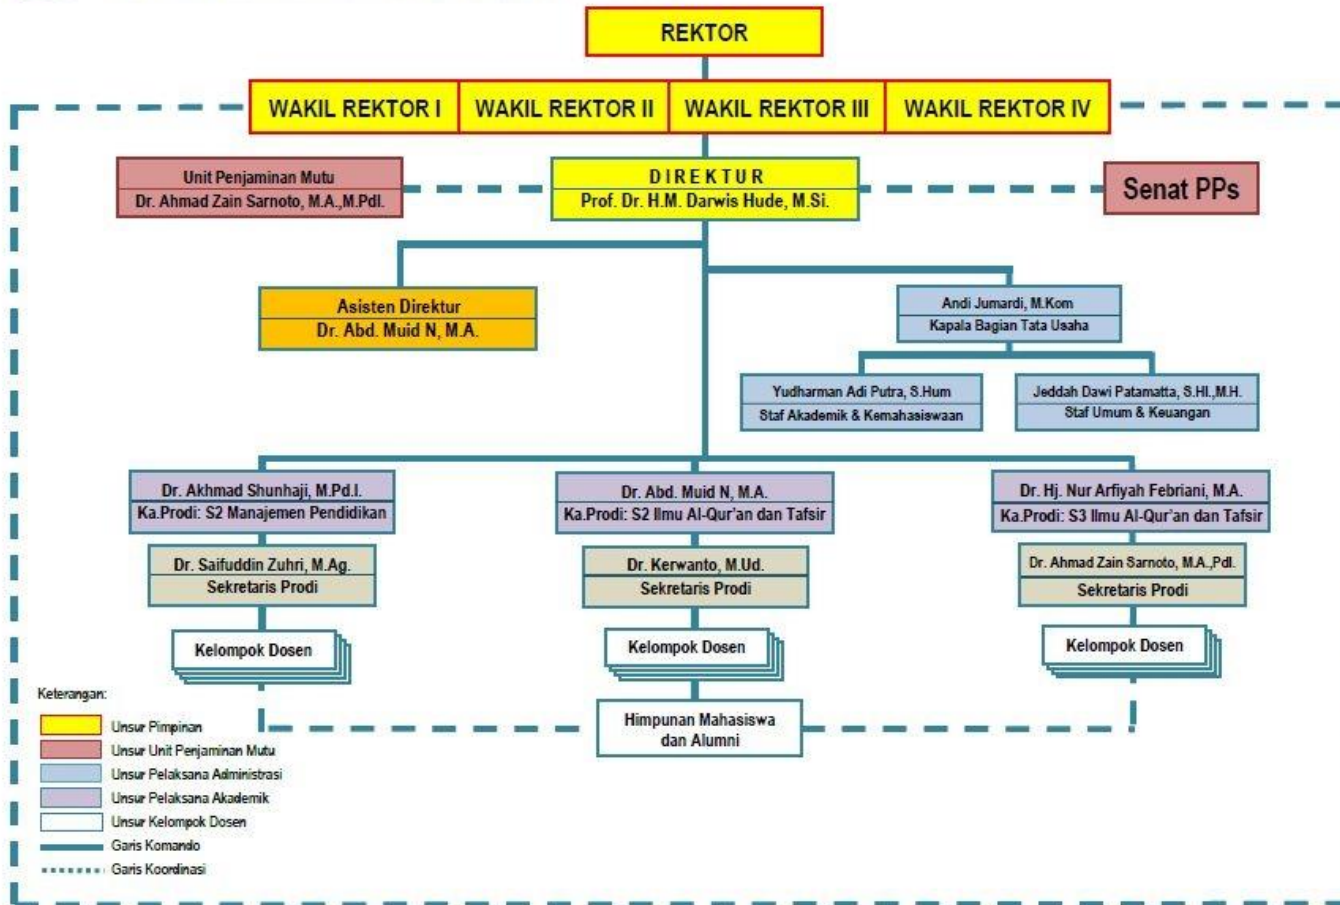 REKTOR
WAKIL REKTOR I
WAKIL REKTOR II
WAKIL REKTOR III
WAKIL REKTOR IV
Unit Penjaminan Mutu
Dr. Ahmad Zain Sarnoto, M.A.,M.PdI.
DIREKTUR
Prof. Dr. H.M. Darwis Hude, M.Si.
Senat PPs
Asisten Direktur
Dr. Abd. Muid N, M.A.
Andi Jumardi, M.Kom
Kapala Bagian Tata Usaha
Yudharman Adi Putra, S.Hum
Staf Akademik & Kemahasiswaan
Jeddah Dawi Patamatta, S.HI.,M.H.
Staf Umum & Keuangan
Dr. Akhmad Shunhaji, M.Pd.I.
Ka.Prodi: S2 Manajemen Pendidikan
Dr. Abd. Muid N, M.A.
Ka.Prodi: S2 Ilmu Al-Qur'an dan Tafsir
Dr. Hj. Nur Arfiyah Febriani, M.A.
Ka.Prodi: S3 Ilmu Al-Qur'an dan Tafsir
Dr. Saifuddin Zuhri, M.Ag.
Sekretaris Prodi
Dr. Kerwanto, M.Ud.
Sekretaris Prodi
Dr. Ahmad Zain Sarnoto, M.A.,PdI.
Sekretaris Prodi
Kelompok Dosen
Kelompok Dosen
Kelompok Dosen
Himpunan Mahasiswa
dan Alumni
Keterangan:
Unsur Pimpinan
Unsur Unit Penjaminan Mutu
Unsur Pelaksana Administrasi
Unsur Pelaksana Akademik
Unsur Kelompok Dosen
Garis Komando
Garis Koordinasi